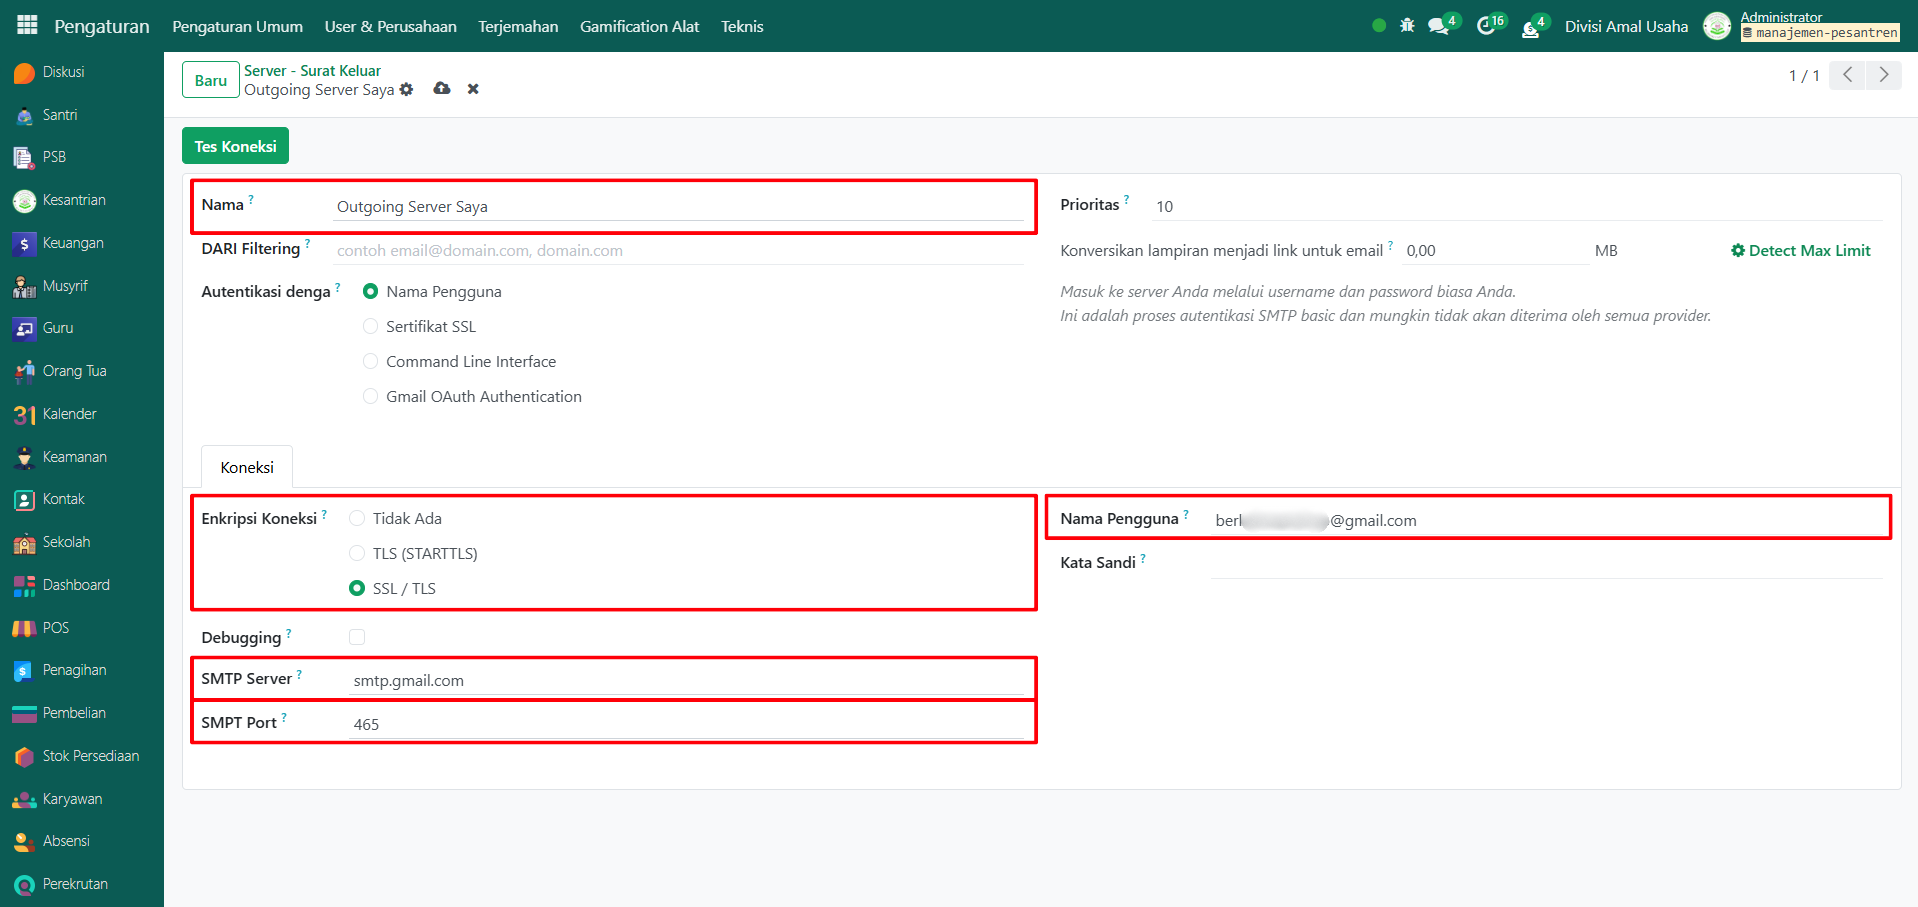 Pengaturan
Pengaturan Umum
User & Perusahaan
Terjemahan
Gamification Alat
Teknis
4
16
4
Divisi Amal Usaha
Administrator
manajemen-pesantren
Diskusi
Santri
PSB
Kesantrian
Keuangan
Musyrif
Guru
Orang Tua
31 Kalender
Keamanan
Kontak
Sekolah
Dashboard
POS
Penagihan
Pembelian
Stok Persediaan
Karyawan
Absensi
Perekrutan
Baru
Server - Surat Keluar
Outgoing Server Saya
1 / 1
Tes Koneksi
Nama ?
Outgoing Server Saya
DARI Filtering ?
contoh email@domain.com, domain.com
Autentikasi denga ?
Nama Pengguna
Sertifikat SSL
Command Line Interface
Gmail OAuth Authentication
Prioritas ?
10
Konversikan lampiran menjadi link untuk email ?
0,00
MB
Detect Max Limit
Masuk ke server Anda melalui username dan password biasa Anda.
Ini adalah proses autentikasi SMTP basic dan mungkin tidak akan diterima oleh semua provider.
Koneksi
Enkripsi Koneksi ?
Tidak Ada
TLS (STARTTLS)
SSL / TLS
Debugging ?
SMTP Server ?
smtp.gmail.com
SMPT Port ?
465
Nama Pengguna ?
@gmail.com
Kata Sandi ?